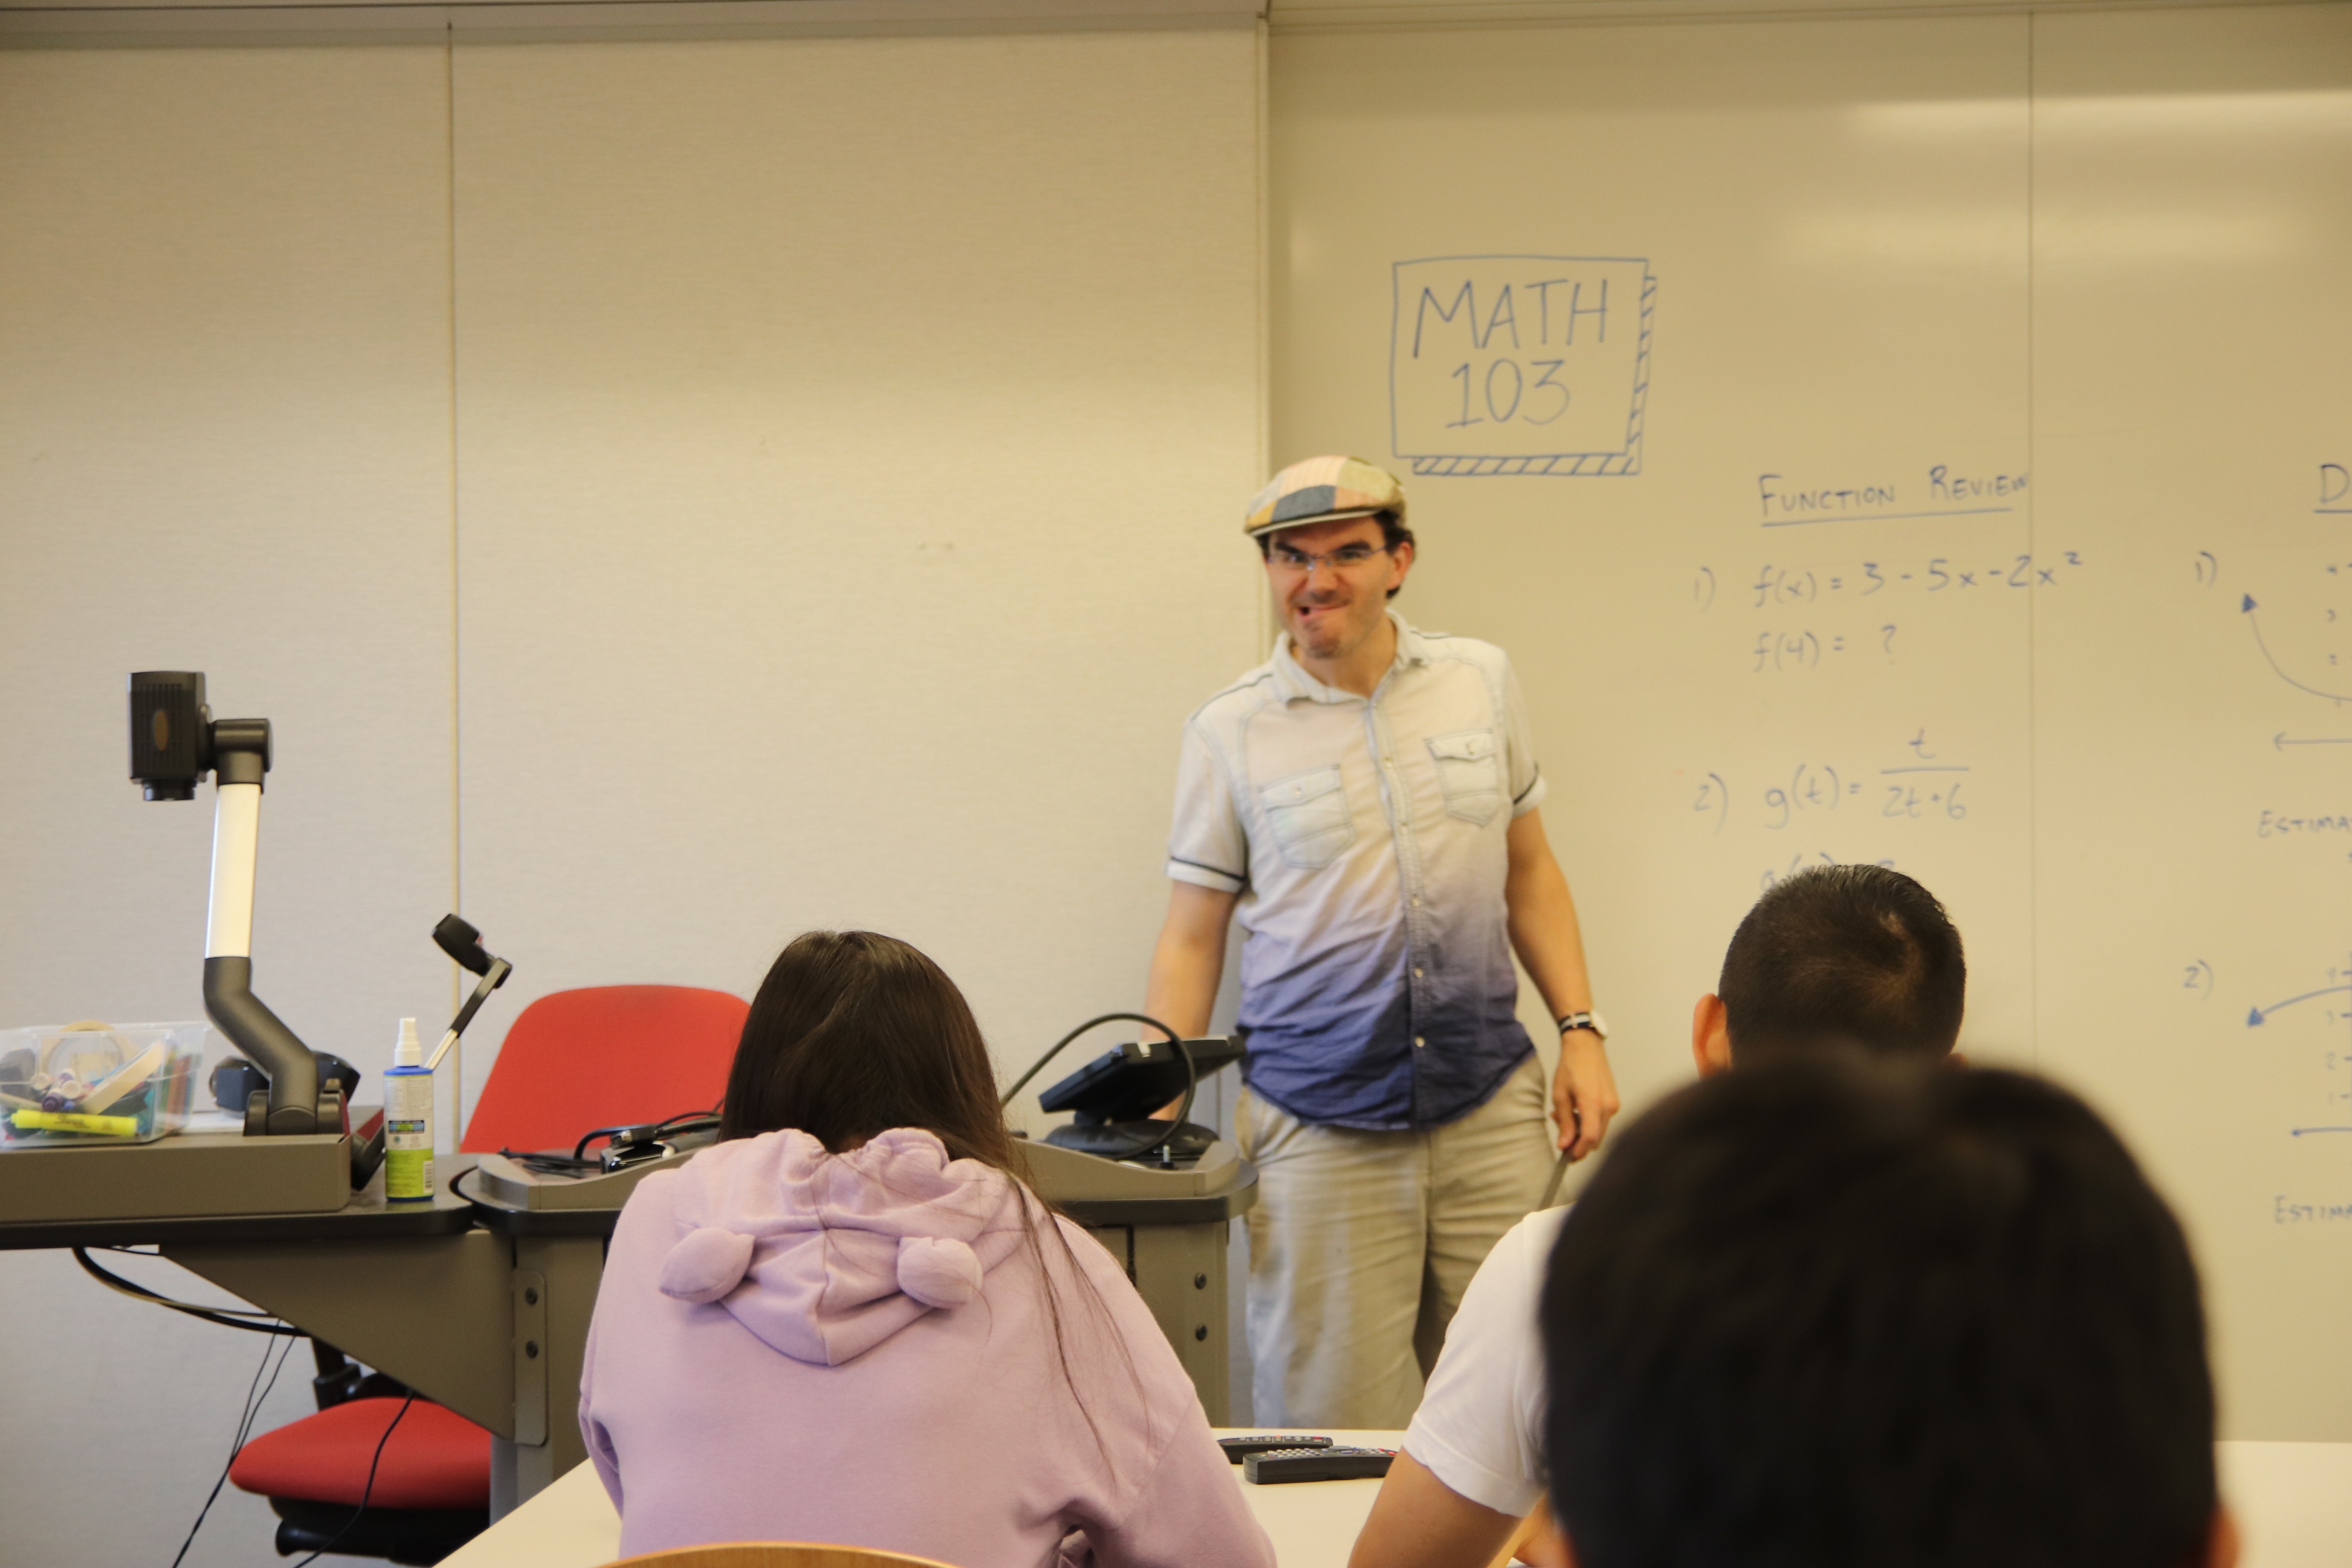 MATH
103
FUNCTION REVIEW
1) f(x) = 3 - 5x - 2x²
f(4) = ?
2) g(t) = t
2t+6
1)
2)